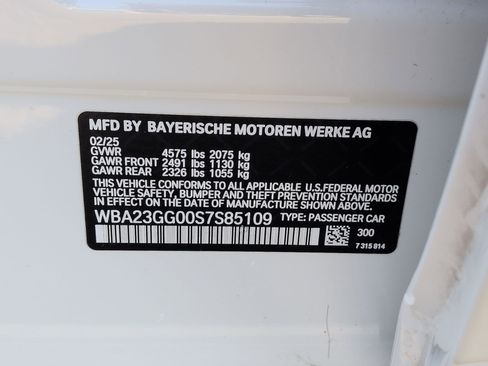 MFD BY BAYERISCHE MOTOREN WERKE AG
02/25
GVWR 4575 lbs 2075 kg
GAWR FRONT 2491 lbs 1130 kg
GAWR REAR 2326 lbs 1055 kg
THIS VEHICLE CONFORMS TO ALL APPLICABLE U.S.FEDERAL MOTOR
VEHICLE SAFETY, BUMPER AND THEFT PREVENTION STANDARDS
IN EFFECT ON THE DATE OF MANUFACTURE SHOWN ABOVE.
WBA23GG00S7S85109 TYPE: PASSENGER CAR
300
7 315 814